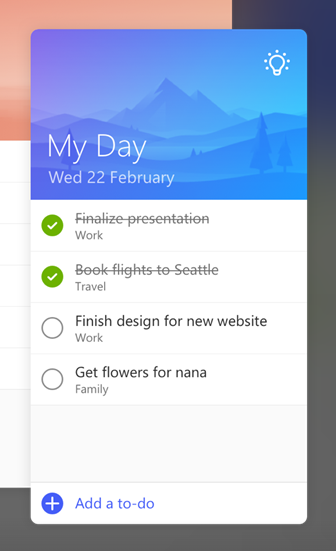 My Day
Wed 22 February
Finalize presentation
Work
Book flights to Seattle
Travel
Finish design for new website
Work
Get flowers for nana
Family
Add a to-do